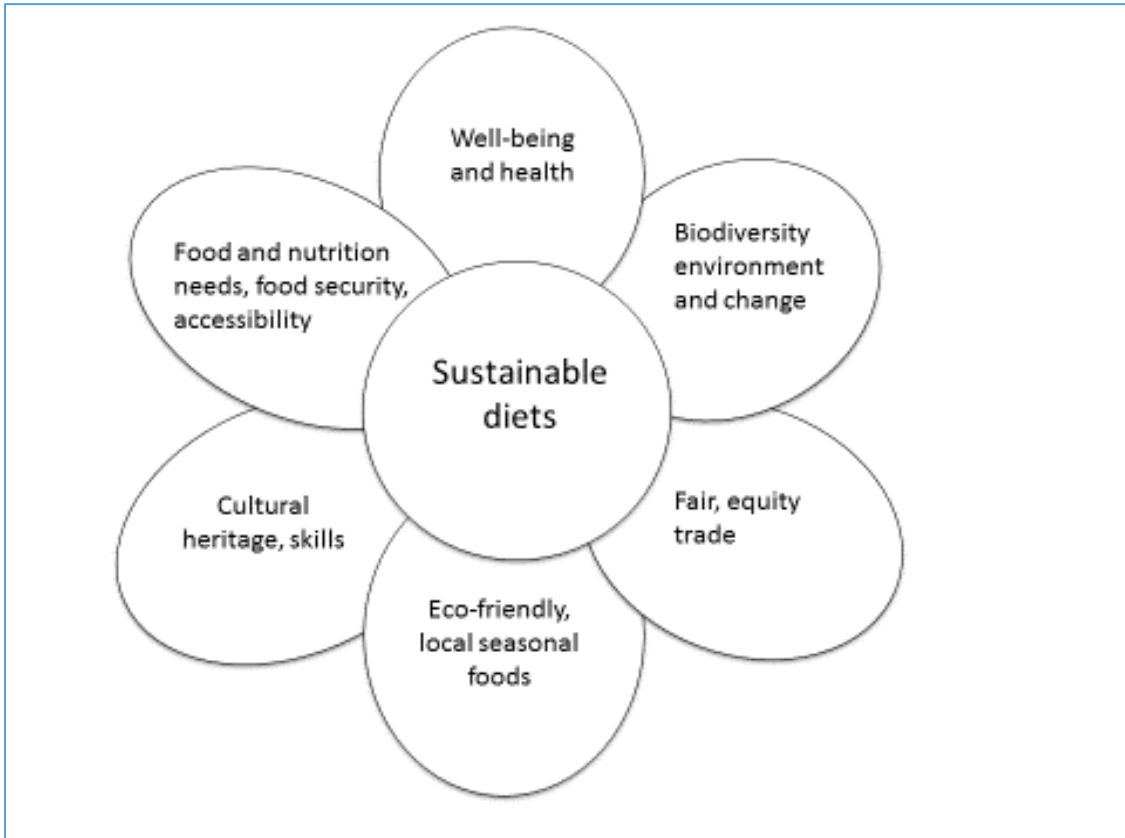 Well-being
and health
Biodiversity
environment
and change
Food and nutrition
needs, food security,
accessibility
Sustainable
diets
Fair, equity
trade
Cultural
heritage, skills
Eco-friendly,
local seasonal
foods